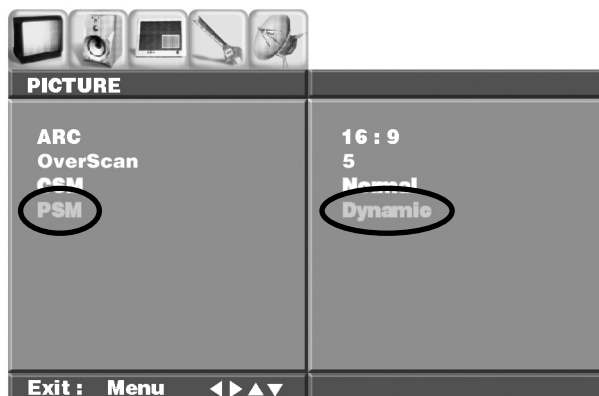 PICTURE
ARC 16 : 9
OverScan 5
CSM Normal
PSM Dynamic
Exit : Menu ◀▶▲▼